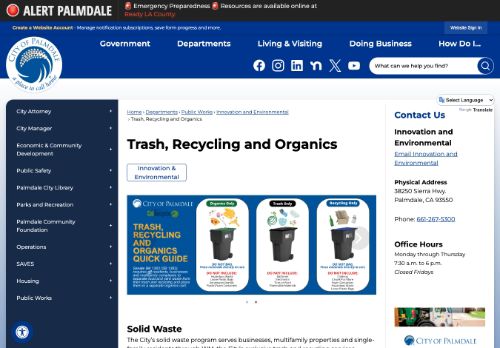 ALERT PALMDALE
Emergency Preparedness Resources are available online at
Ready LA County.
Create a Website Account - Manage notification subscriptions, save form progress and more.
Website Sign In
CITY OF PALMDALE
a place to call home
Government
Departments
Living & Visiting
Doing Business
How Do I...
What can we help you find?
Select Language
Google Translate
City Attorney
City Manager
Economic & Community
Development
Public Safety
Palmdale City Library
Parks and Recreation
Palmdale Community
Foundation
Operations
SAVES
Housing
Public Works
Home › Departments › Public Works › Innovation and Environmental
› Trash, Recycling and Organics
Trash, Recycling and Organics
Innovation &
Environmental
CITY OF PALMDALE
TRASH,
RECYCLING AND
ORGANICS
QUICK GUIDE
Organics Only
DO NOT INCLUDE:
CITY OF PALMDALE
Trash Only
DO NOT INCLUDE:
Recycling Only
DO NOT INCLUDE:
Solid Waste
The City's solid waste program serves businesses, multifamily properties and single-
Contact Us
Innovation and
Environmental
Email Innovation and
Environmental
Physical Address
38250 Sierra Hwy.
Palmdale, CA 93550
Phone: 661-267-5300
Office Hours
Monday through Thursday
7:30 a.m. to 6 p.m.
Closed Fridays